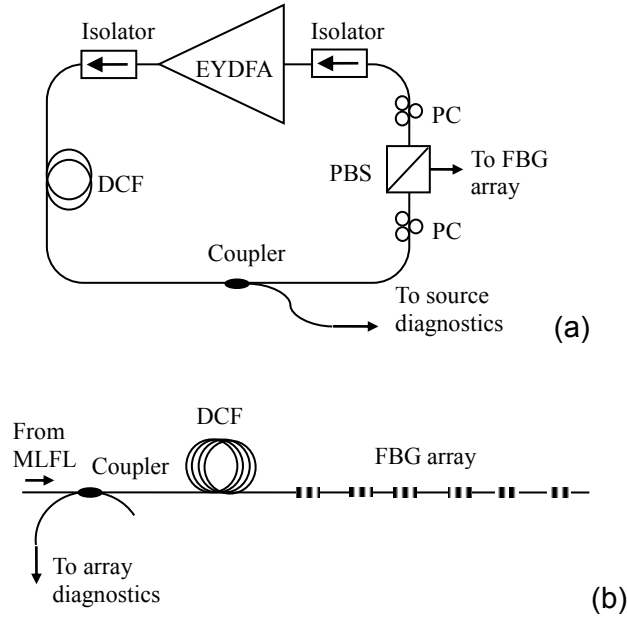 Isolator
EYDFA
Isolator
PC
PBS
To FBG
array
DCF
PC
Coupler
To source
diagnostics
(a)
From
MLFL
Coupler
DCF
FBG array
To array
diagnostics
(b)